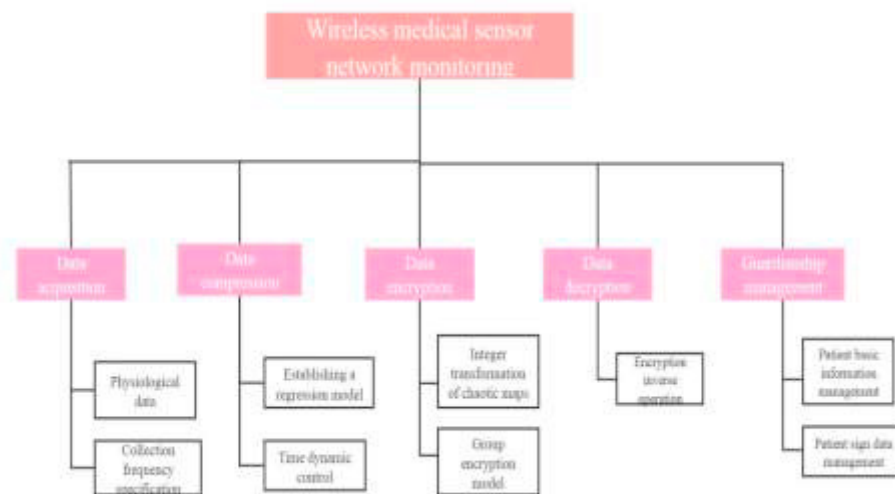 Wireless medical sensor
network monitoring
Data
acquisition
Data
compression
Data
encryption
Data
decryption
Guardianship
management
Physiological
data
Collection
frequency
specification
Establishing a
regression model
Time dynamic
control
Integer
transformation
of chaotic maps
Group
encryption
model
Encryption
inverse
operation
Patient basic
information
management
Patient sign data
management